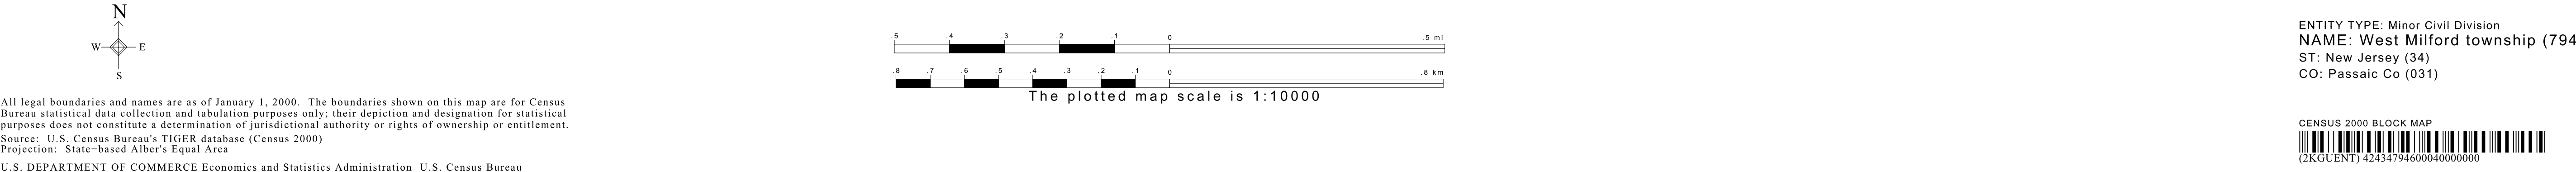 N
W E
S
All legal boundaries and names are as of January 1, 2000. The boundaries shown on this map are for Census
Bureau statistical data collection and tabulation purposes only; their depiction and designation for statistical
purposes does not constitute a determination of jurisdictional authority or rights of ownership or entitlement.
Source: U.S. Census Bureau's TIGER database (Census 2000)
Projection: State−based Alber's Equal Area
U.S. DEPARTMENT OF COMMERCE Economics and Statistics Administration U.S. Census Bureau
.5 .4 .3 .2 .1 0 .5 mi
.8 .7 .6 .5 .4 .3 .2 .1 0 .8 km
The plotted map scale is 1:10000
ENTITY TYPE: Minor Civil Division
NAME: West Milford township (794
ST: New Jersey (34)
CO: Passaic Co (031)
CENSUS 2000 BLOCK MAP
(2KGUENT) 42434794600040000000